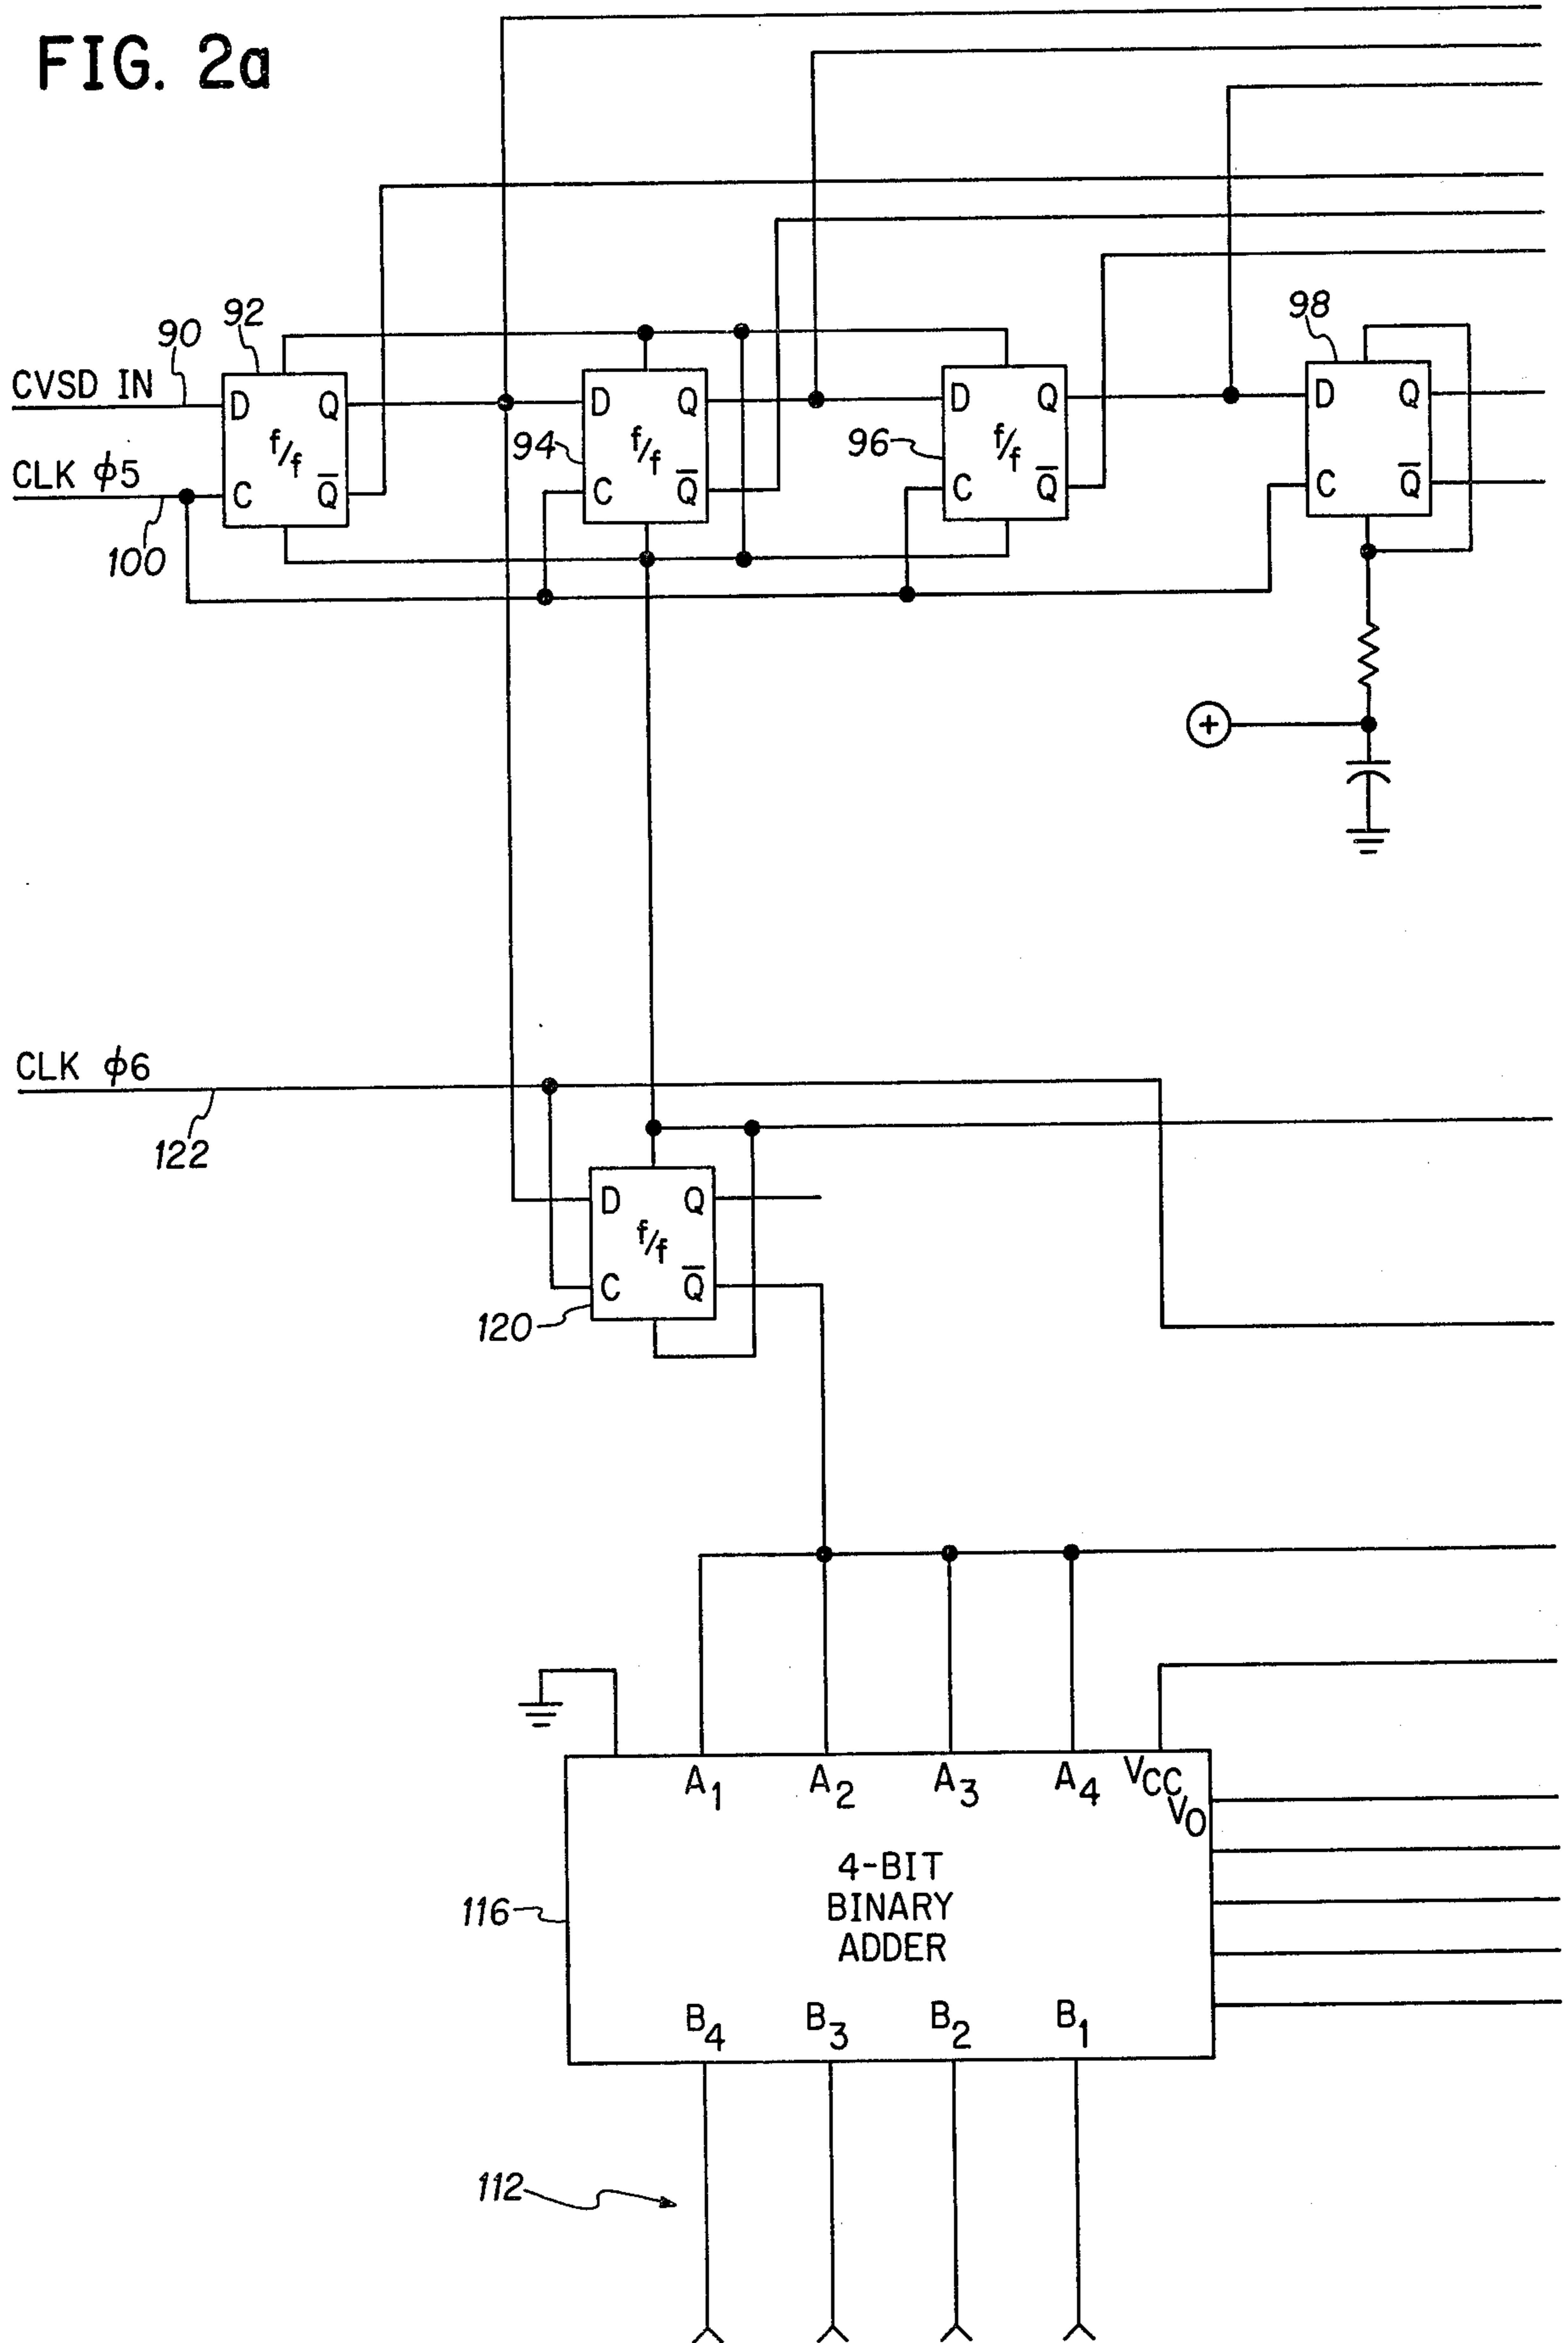 FIG. 2a
92
98
90
CVSD IN
D Q
f/f
C Q̅
94
D Q
f/f
C Q̅
96
D Q
f/f
C Q̅
D Q
C Q̅
CLK ϕ5
100
+
CLK ϕ6
122
D Q
f/f
C Q̅
120
A1 A2 A3 A4 VCC
VO
4-BIT
BINARY
ADDER
116
B4 B3 B2 B1
112